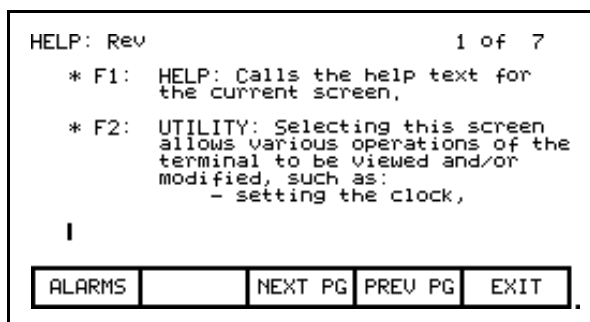 HELP: Rev 1 of 7
* F1: HELP: Calls the help text for
the current screen,
* F2: UTILITY: Selecting this screen
allows various operations of the
terminal to be viewed and/or
modified, such as:
- setting the clock,
ALARMS NEXT PG PREV PG EXIT